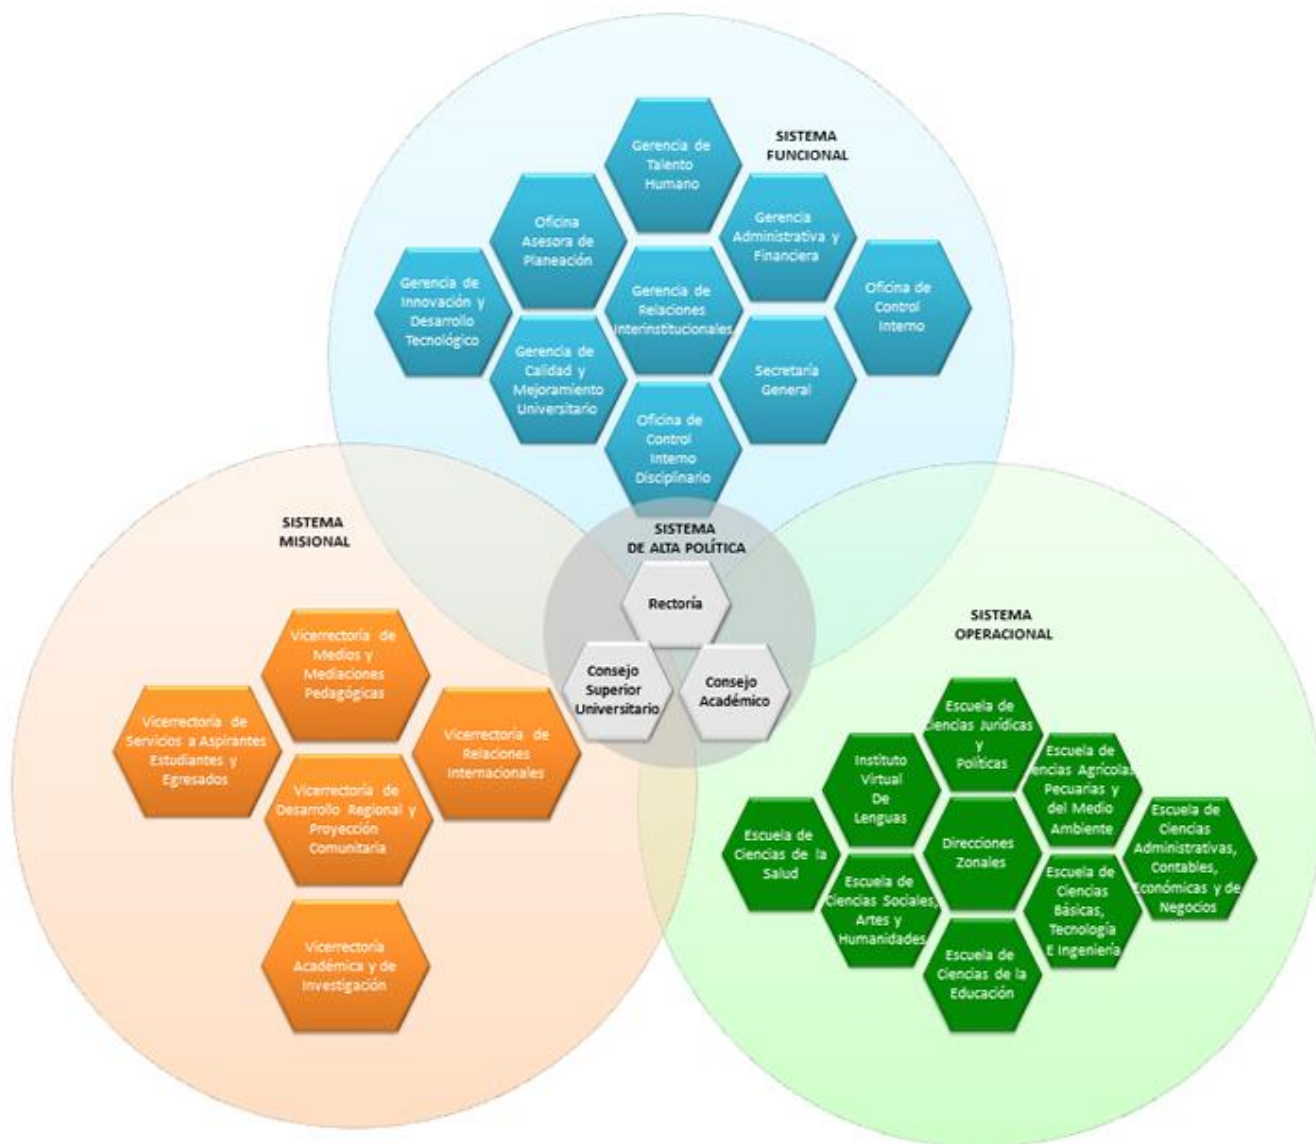 SISTEMA
FUNCIONAL
Gerencia de
Talento
Humano
Oficina
Asesora de
Planeación
Gerencia
Administrativa y
Financiera
Gerencia de
Innovación y
Desarrollo
Tecnológico
Gerencia de
Relaciones
Interinstitucionales
Oficina de
Control
Interno
Gerencia de
Calidad y
Mejoramiento
Universitario
Secretaría
General
Oficina de
Control
Interno
Disciplinario
SISTEMA
DE ALTA POLÍTICA
Rectoría
Consejo
Superior
Universitario
Consejo
Académico
SISTEMA
MISIONAL
Vicerrectoría de
Medios y
Mediaciones
Pedagógicas
Vicerrectoría de
Servicios a Aspirantes
Estudiantes y
Egresados
Vicerrectoría de
Relaciones
Internacionales
Vicerrectoría de
Desarrollo Regional y
Proyección
Comunitaria
Vicerrectoría
Académica y de
Investigación
SISTEMA
OPERACIONAL
Escuela de
Ciencias Jurídicas
y
Políticas
Instituto
Virtual
De
Lenguas
Escuela de
Ciencias Agrícolas
Pecuarias y
del Medio
Ambiente
Escuela de
Ciencias de la
Salud
Direcciones
Zonales
Escuela de
Ciencias
Administrativas,
Contables,
Económicas y de
Negocios
Escuela de
Ciencias Sociales,
Artes y
Humanidades
Escuela de
Ciencias
Básicas,
Tecnología
E Ingeniería
Escuela de
Ciencias de la
Educación